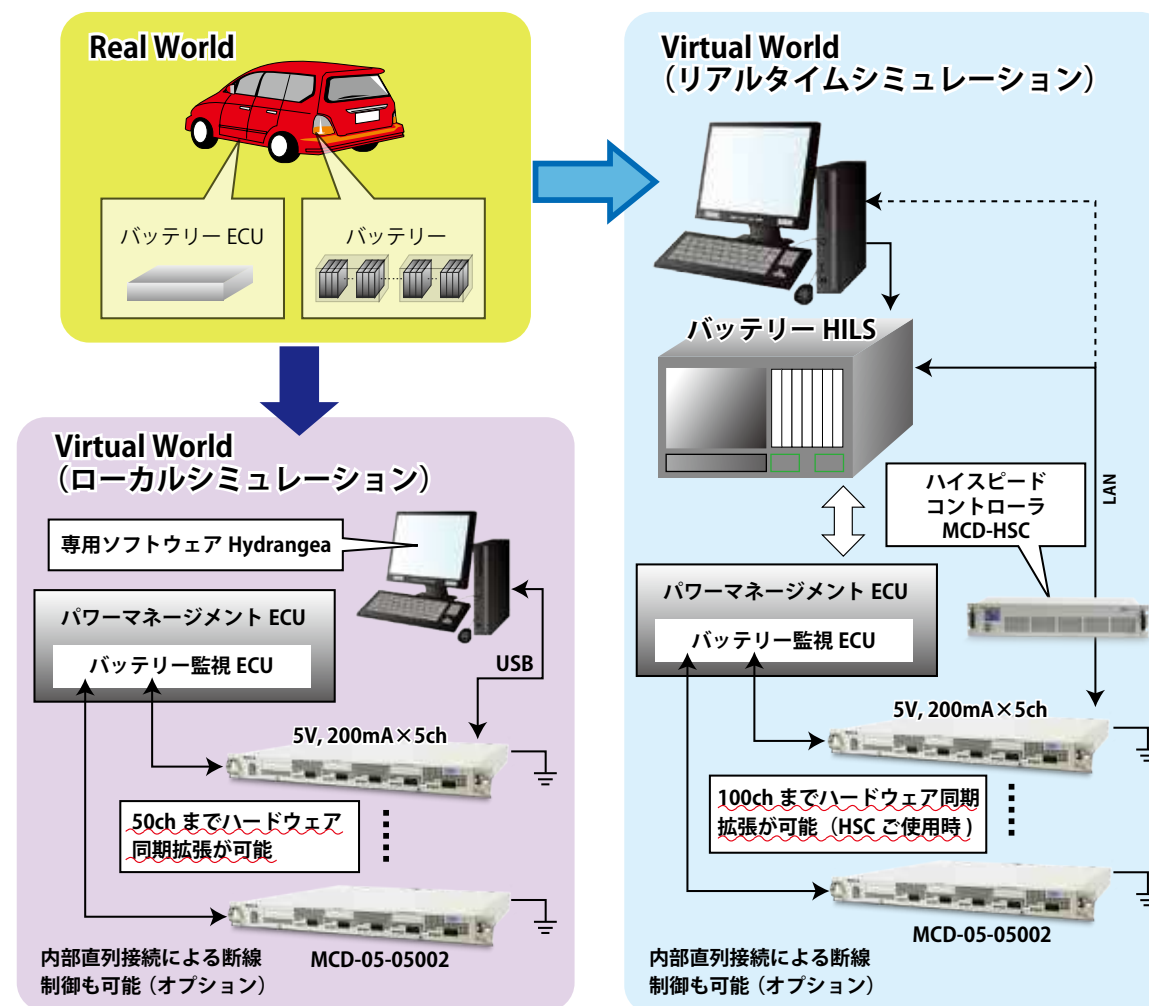 Real World
バッテリー ECU
バッテリー
Virtual World
（ローカルシミュレーション）
専用ソフトウェア Hydrangea
パワーマネージメント ECU
バッテリー監視 ECU
USB
5V, 200mA×5ch
50ch までハードウェア
同期拡張が可能
MCD-05-05002
内部直列接続による断線
制御も可能（オプション）
Virtual World
（リアルタイムシミュレーション）
バッテリー HILS
ハイスピード
コントローラ
MCD-HSC
LAN
パワーマネージメント ECU
バッテリー監視 ECU
5V, 200mA×5ch
100ch までハードウェア同期
拡張が可能（HSC ご使用時 )
MCD-05-05002
内部直列接続による断線
制御も可能（オプション）